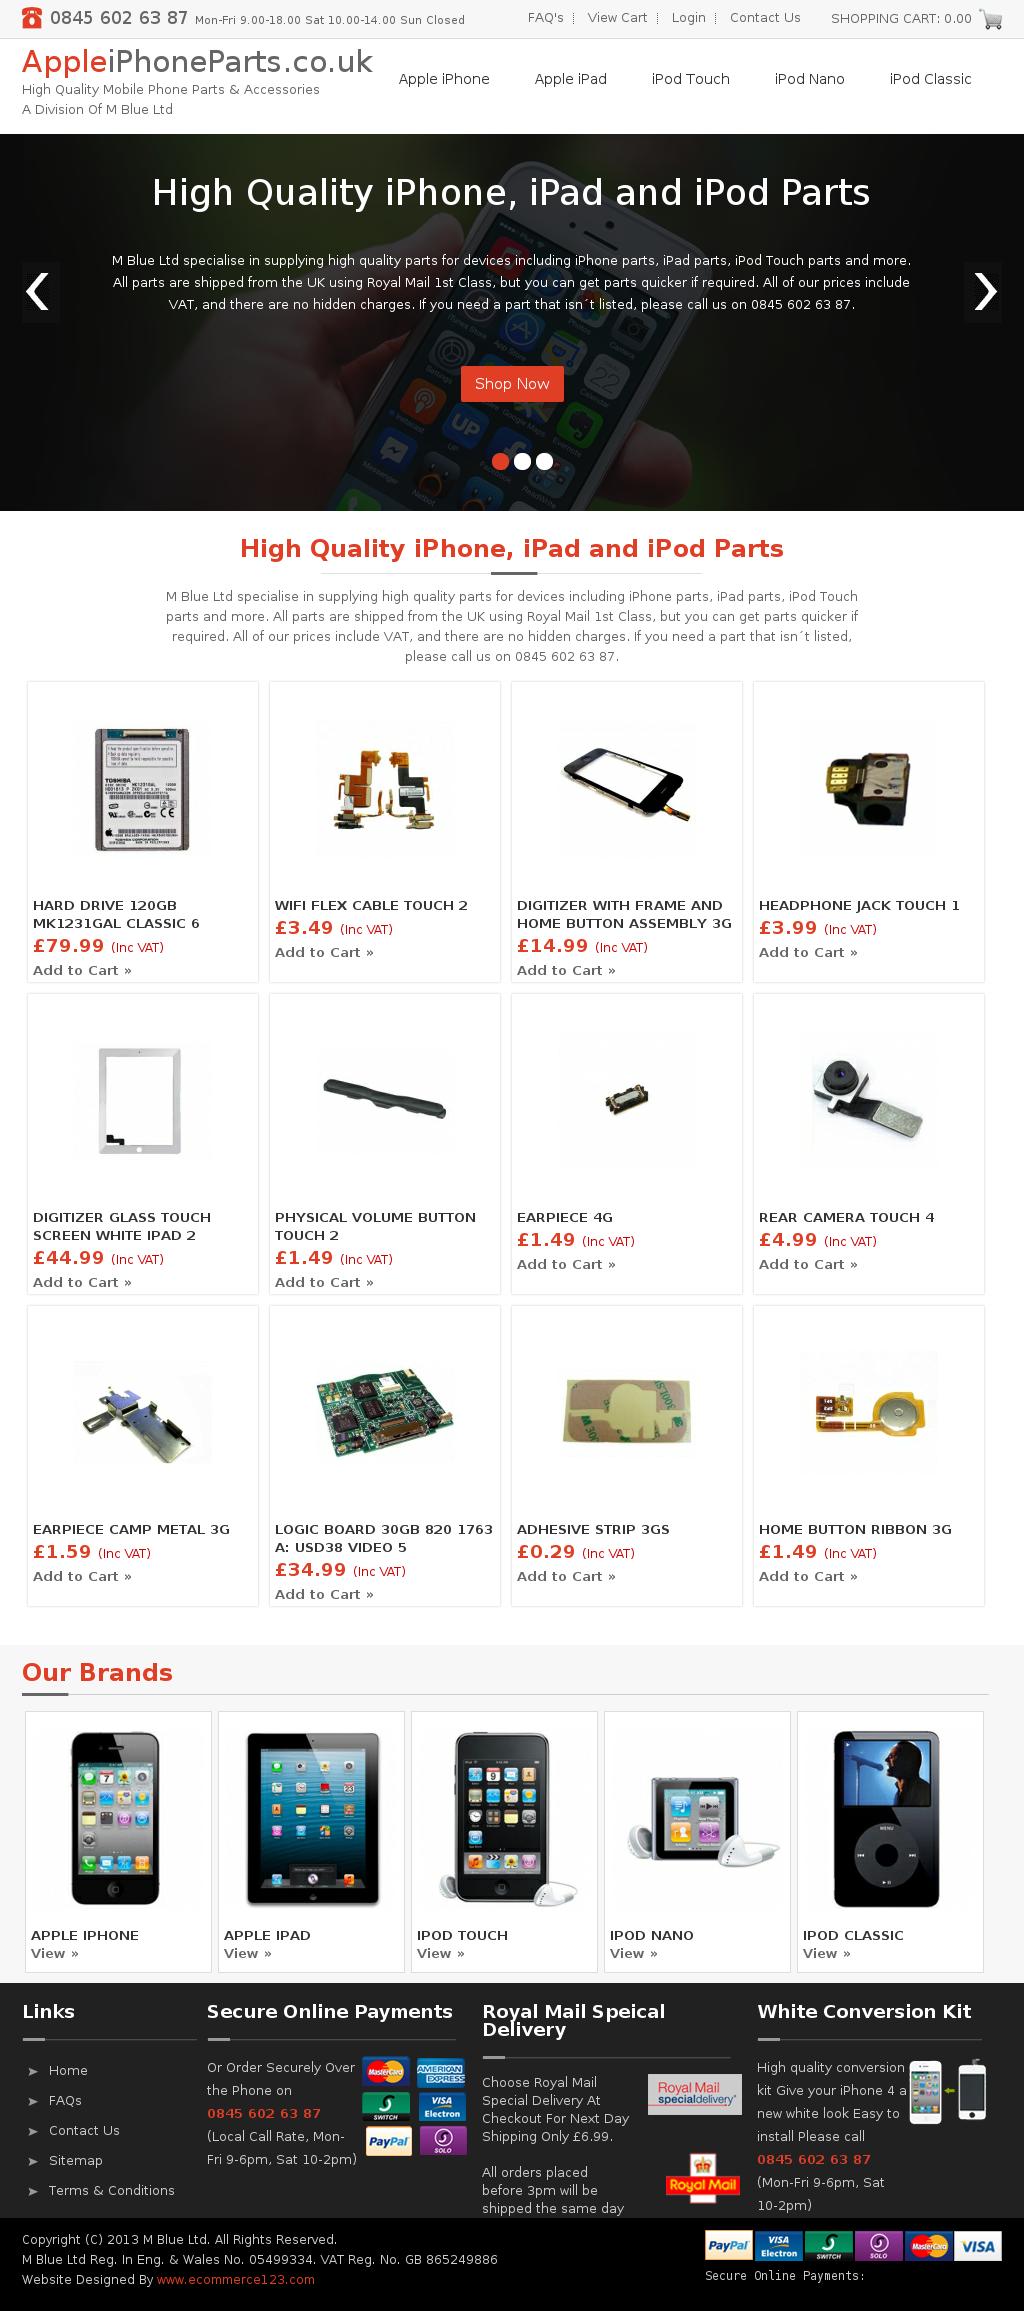 0845 602 63 87 Mon-Fri 9.00-18.00 Sat 10.00-14.00 Sun Closed
FAQ's View Cart Login Contact Us SHOPPING CART: 0.00
AppleiPhoneParts.co.uk
High Quality Mobile Phone Parts & Accessories
A Division Of M Blue Ltd
Apple iPhone Apple iPad iPod Touch iPod Nano iPod Classic
High Quality iPhone, iPad and iPod Parts
M Blue Ltd specialise in supplying high quality parts for devices including iPhone parts, iPad parts, iPod Touch parts and more.
All parts are shipped from the UK using Royal Mail 1st Class, but you can get parts quicker if required. All of our prices include
VAT, and there are no hidden charges. If you need a part that isn´t listed, please call us on 0845 602 63 87.
Shop Now
High Quality iPhone, iPad and iPod Parts
M Blue Ltd specialise in supplying high quality parts for devices including iPhone parts, iPad parts, iPod Touch
parts and more. All parts are shipped from the UK using Royal Mail 1st Class, but you can get parts quicker if
required. All of our prices include VAT, and there are no hidden charges. If you need a part that isn´t listed,
please call us on 0845 602 63 87.
TOSHIBA
HARD DRIVE 120GB
MK1231GAL CLASSIC 6
£79.99 (Inc VAT)
Add to Cart »
WIFI FLEX CABLE TOUCH 2
£3.49 (Inc VAT)
Add to Cart »
DIGITIZER WITH FRAME AND
HOME BUTTON ASSEMBLY 3G
£14.99 (Inc VAT)
Add to Cart »
HEADPHONE JACK TOUCH 1
£3.99 (Inc VAT)
Add to Cart »
DIGITIZER GLASS TOUCH
SCREEN WHITE IPAD 2
£44.99 (Inc VAT)
Add to Cart »
PHYSICAL VOLUME BUTTON
TOUCH 2
£1.49 (Inc VAT)
Add to Cart »
EARPIECE 4G
£1.49 (Inc VAT)
Add to Cart »
REAR CAMERA TOUCH 4
£4.99 (Inc VAT)
Add to Cart »
EARPIECE CAMP METAL 3G
£1.59 (Inc VAT)
Add to Cart »
LOGIC BOARD 30GB 820 1763
A: USD38 VIDEO 5
£34.99 (Inc VAT)
Add to Cart »
ADHESIVE STRIP 3GS
£0.29 (Inc VAT)
Add to Cart »
HOME BUTTON RIBBON 3G
£1.49 (Inc VAT)
Add to Cart »
Our Brands
MENU
APPLE IPHONE
View »
APPLE IPAD
View »
IPOD TOUCH
View »
IPOD NANO
View »
IPOD CLASSIC
View »
Links
Home
FAQs
Contact Us
Sitemap
Terms & Conditions
Secure Online Payments
Or Order Securely Over
the Phone on
0845 602 63 87
(Local Call Rate, Mon-
Fri 9-6pm, Sat 10-2pm)
MasterCard AMERICAN EXPRESS
SWITCH VISA Electron
PayPal SOLO
Royal Mail Speical
Delivery
Choose Royal Mail
Special Delivery At
Checkout For Next Day
Shipping Only £6.99.
All orders placed
before 3pm will be
shipped the same day
Royal Mail
specialdelivery™
Royal Mail
White Conversion Kit
High quality conversion
kit Give your iPhone 4 a
new white look Easy to
install Please call
0845 602 63 87
(Mon-Fri 9-6pm, Sat
10-2pm)
Copyright (C) 2013 M Blue Ltd. All Rights Reserved.
M Blue Ltd Reg. In Eng. & Wales No. 05499334. VAT Reg. No. GB 865249886
Website Designed By www.ecommerce123.com
PayPal VISA Electron SWITCH SOLO MasterCard VISA
Secure Online Payments: